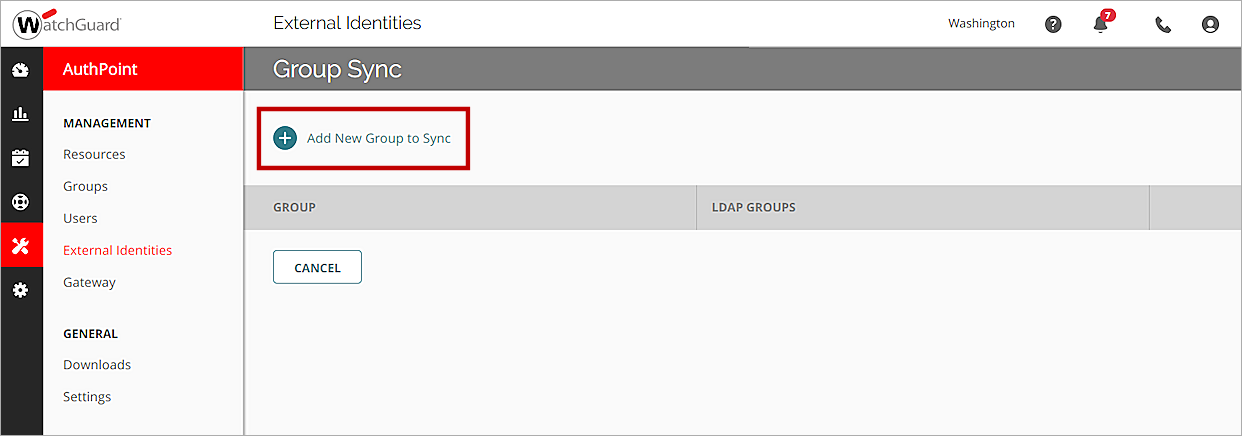 WatchGuard
External Identities
Washington
?
7
AuthPoint
Group Sync
MANAGEMENT
Resources
Groups
Users
External Identities
Gateway
GENERAL
Downloads
Settings
Add New Group to Sync
GROUP
LDAP GROUPS
CANCEL